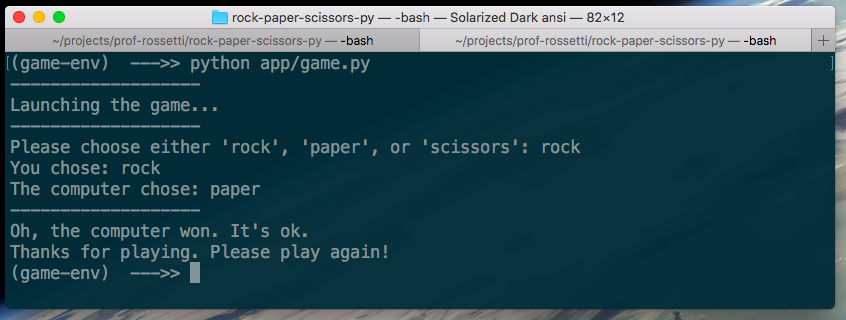 rock-paper-scissors-py — -bash — Solarized Dark ansi — 82×12
~/projects/prof-rossetti/rock-paper-scissors-py — -bash
~/projects/prof-rossetti/rock-paper-scissors-py — -bash +
[(game-env)  --->> python app/game.py ]
-------------------
Launching the game...
-------------------
Please choose either 'rock', 'paper', or 'scissors': rock
You chose: rock
The computer chose: paper
-------------------
Oh, the computer won. It's ok.
Thanks for playing. Please play again!
(game-env)  --->>